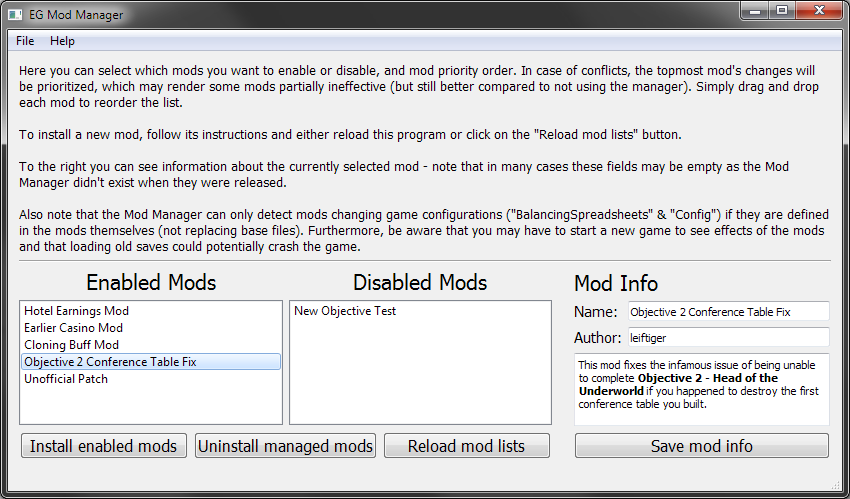 EG Mod Manager
File Help
Here you can select which mods you want to enable or disable, and mod priority order. In case of conflicts, the topmost mod's changes will
be prioritized, which may render some mods partially ineffective (but still better compared to not using the manager). Simply drag and drop
each mod to reorder the list.
To install a new mod, follow its instructions and either reload this program or click on the "Reload mod lists" button.
To the right you can see information about the currently selected mod - note that in many cases these fields may be empty as the Mod
Manager didn't exist when they were released.
Also note that the Mod Manager can only detect mods changing game configurations ("BalancingSpreadsheets" & "Config") if they are defined
in the mods themselves (not replacing base files). Furthermore, be aware that you may have to start a new game to see effects of the mods
and that loading old saves could potentially crash the game.
Enabled Mods
Hotel Earnings Mod
Earlier Casino Mod
Cloning Buff Mod
Objective 2 Conference Table Fix
Unofficial Patch
Disabled Mods
New Objective Test
Mod Info
Name: Objective 2 Conference Table Fix
Author: leiftiger
This mod fixes the infamous issue of being unable
to complete Objective 2 - Head of the
Underworld if you happened to destroy the first
conference table you built.
Install enabled mods
Uninstall managed mods
Reload mod lists
Save mod info